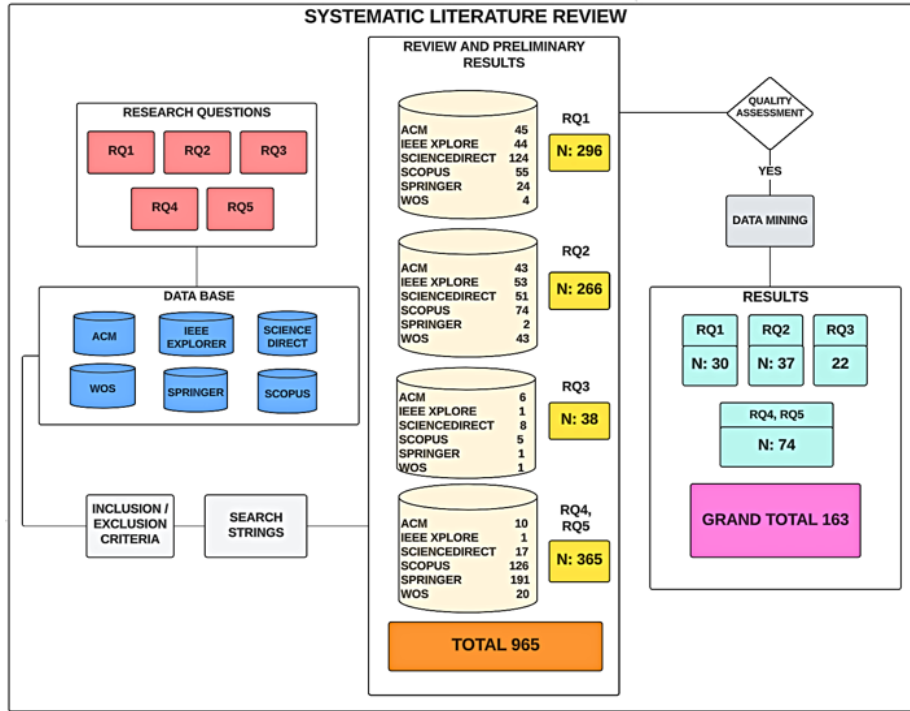 SYSTEMATIC LITERATURE REVIEW
RESEARCH QUESTIONS
RQ1
RQ2
RQ3
RQ4
RQ5
DATA BASE
ACM
IEEE
EXPLORER
SCIENCE
DIRECT
WOS
SPRINGER
SCOPUS
INCLUSION /
EXCLUSION
CRITERIA
SEARCH
STRINGS
REVIEW AND PRELIMINARY
RESULTS
ACM 45
IEEE XPLORE 44
SCIENCEDIRECT 124
SCOPUS 55
SPRINGER 24
WOS 4
RQ1
N: 296
ACM 43
IEEE XPLORE 53
SCIENCEDIRECT 51
SCOPUS 74
SPRINGER 2
WOS 43
RQ2
N: 266
ACM 6
IEEE XPLORE 1
SCIENCEDIRECT 8
SCOPUS 5
SPRINGER 1
WOS 1
RQ3
N: 38
ACM 10
IEEE XPLORE 1
SCIENCEDIRECT 17
SCOPUS 126
SPRINGER 191
WOS 20
RQ4,
RQ5
N: 365
TOTAL 965
QUALITY
ASSESSMENT
YES
DATA MINING
RESULTS
RQ1
N: 30
RQ2
N: 37
RQ3
22
RQ4, RQ5
N: 74
GRAND TOTAL 163